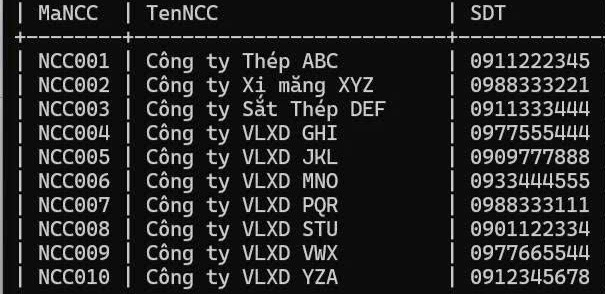 | MaNCC | TenNCC | SDT
+--------+--------------------------+------------
| NCC001 | Công ty Thép ABC | 0911222345
| NCC002 | Công ty Xi măng XYZ | 0988333221
| NCC003 | Công ty Sắt Thép DEF | 0911333444
| NCC004 | Công ty VLXD GHI | 0977555444
| NCC005 | Công ty VLXD JKL | 0909777888
| NCC006 | Công ty VLXD MNO | 0933444555
| NCC007 | Công ty VLXD PQR | 0988333111
| NCC008 | Công ty VLXD STU | 0901122334
| NCC009 | Công ty VLXD VWX | 0977665544
| NCC010 | Công ty VLXD YZA | 0912345678